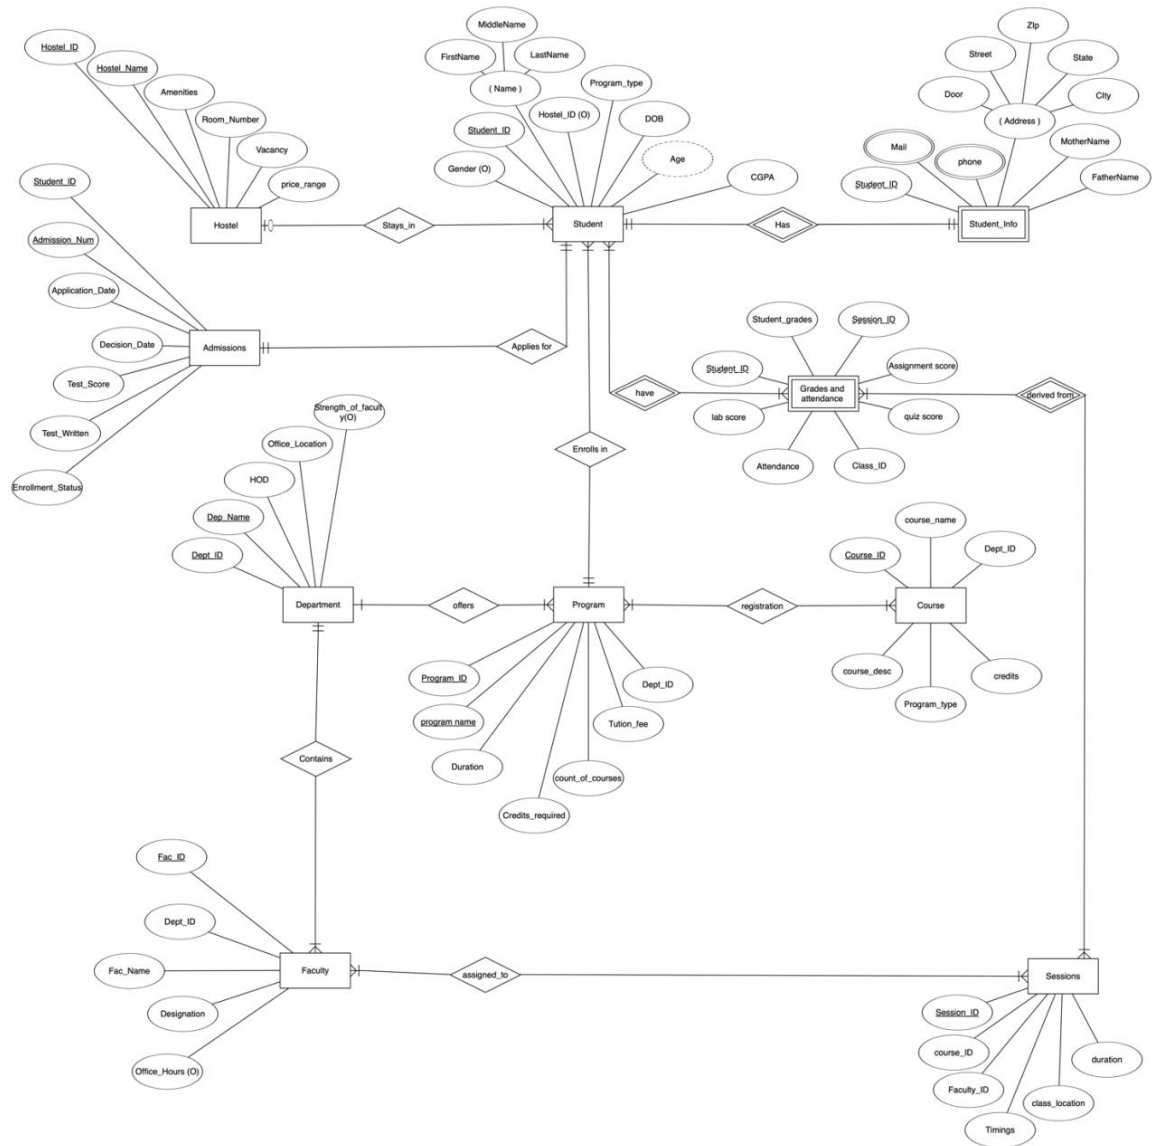 MiddleName
FirstName
LastName
( Name )
Program_type
Hostel_ID (O)
DOB
Student_ID
Age
Gender (O)
CGPA
Student
Hostel_ID
Hostel_Name
Amenities
Room_Number
Vacancy
price_range
Hostel
Stays_in
ZIp
Street
State
Door
CIty
( Address )
Mail
phone
MotherName
Student_ID
FatherName
Student_Info
Has
Student_ID
Admission_Num
Application_Date
Decision_Date
Test_Score
Test_Written
Enrollment_Status
Admissions
Applies for
Student_grades
Session_ID
Student_ID
Assignment score
Grades and
attendance
lab score
quiz score
Attendance
Class_ID
have
derived from
Enrolls in
Strength_of_facult
y(O)
Office_Location
HOD
Dep_Name
Dept_ID
Department
offers
Program
registration
course_name
Course_ID
Dept_ID
Course
course_desc
credits
Program_type
Program_ID
program name
Duration
Credits_required
count_of_courses
Tution_fee
Dept_ID
Contains
Fac_ID
Dept_ID
Fac_Name
Designation
Office_Hours (O)
Faculty
assigned_to
Sessions
Session_ID
course_ID
Faculty_ID
Timings
class_location
duration